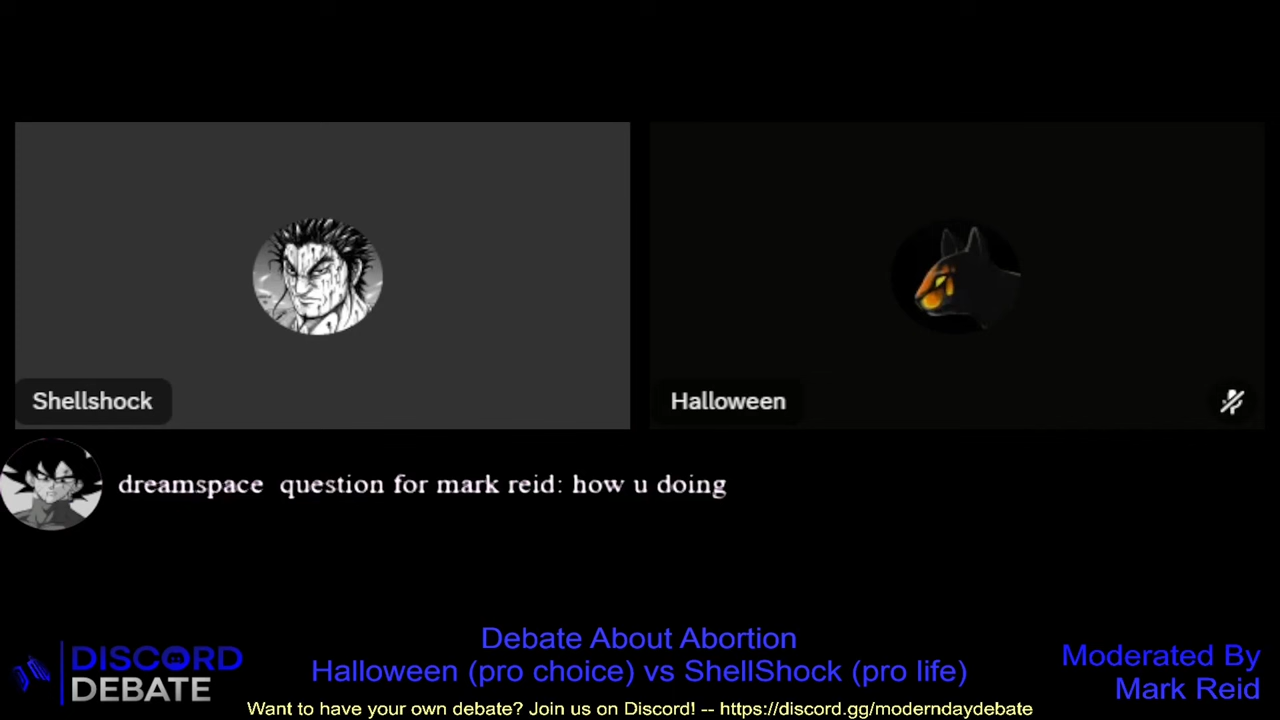 Shellshock
Halloween
dreamspace question for mark reid: how u doing
DISCORD
DEBATE
Debate About Abortion
Halloween (pro choice) vs ShellShock (pro life)
Moderated By
Mark Reid
Want to have your own debate? Join us on Discord! -- https://discord.gg/moderndaydebate